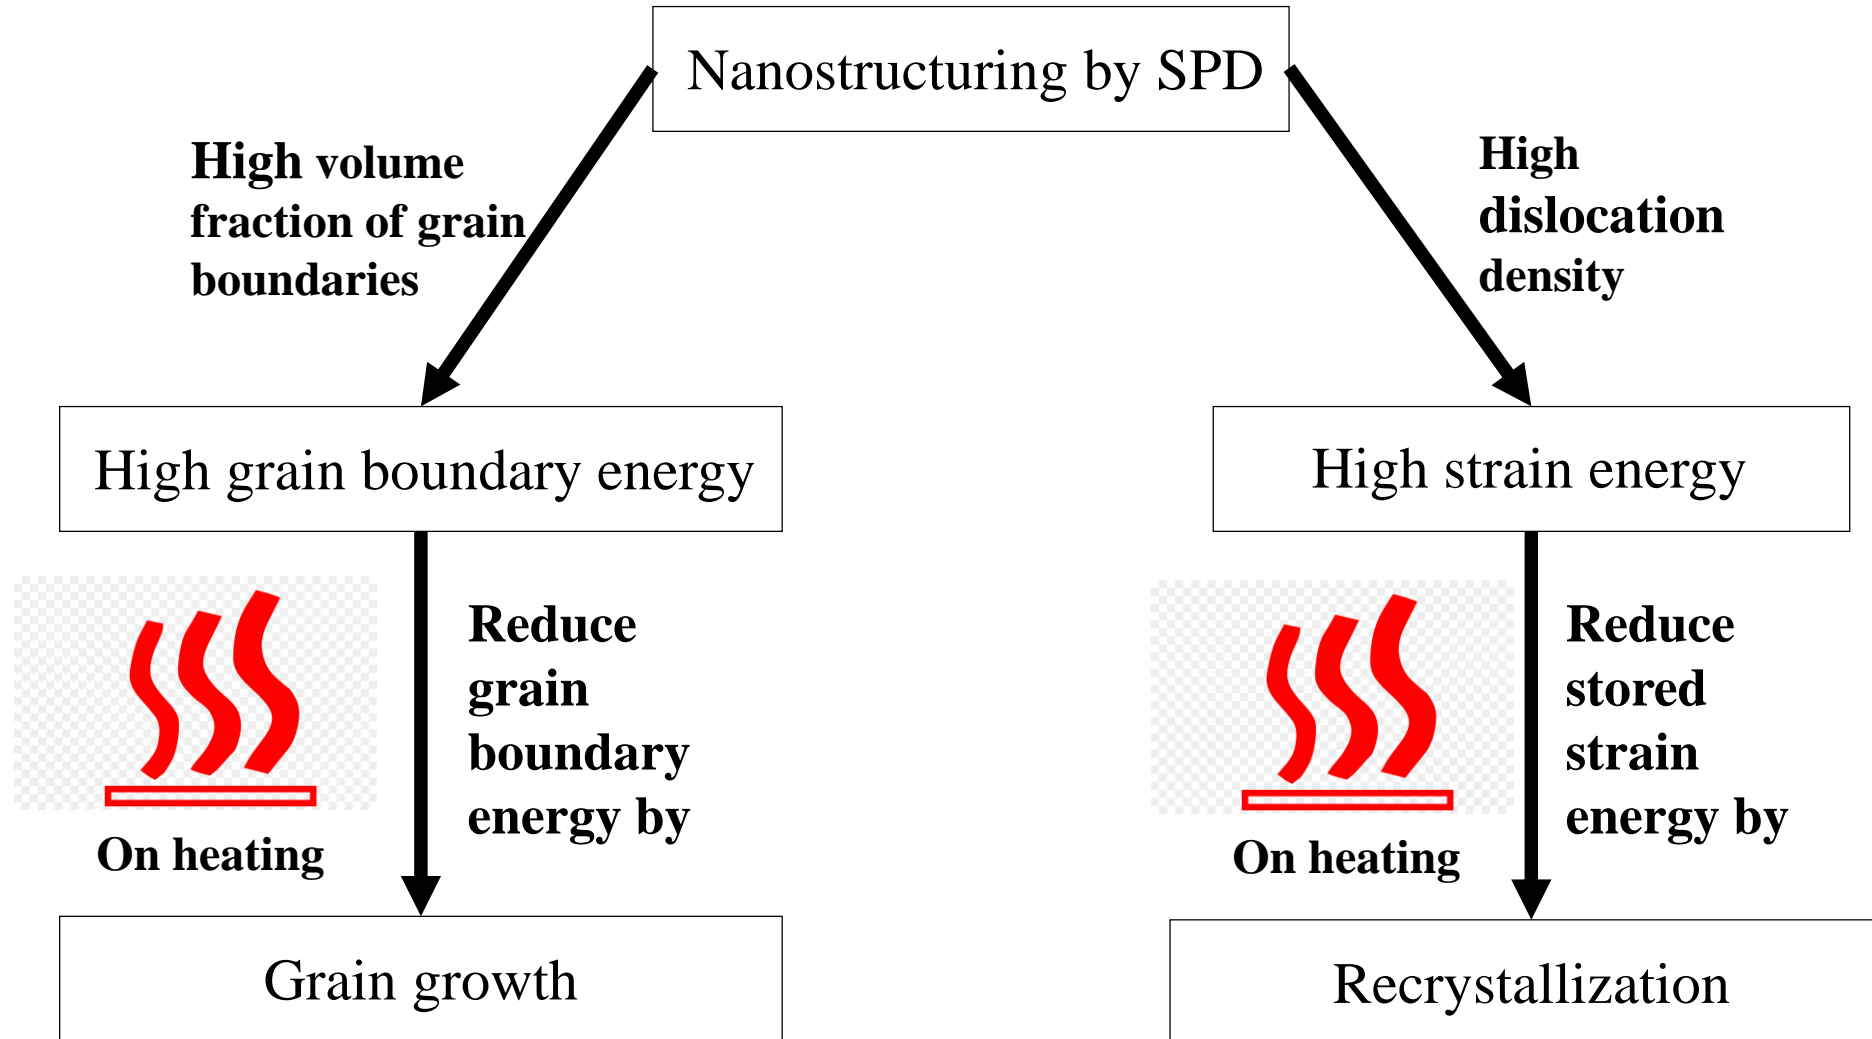 Nanostructuring by SPD
High volume
fraction of grain
boundaries
High
dislocation
density
High grain boundary energy
High strain energy
Reduce
grain
boundary
energy by
On heating
Reduce
stored
strain
energy by
On heating
Grain growth
Recrystallization